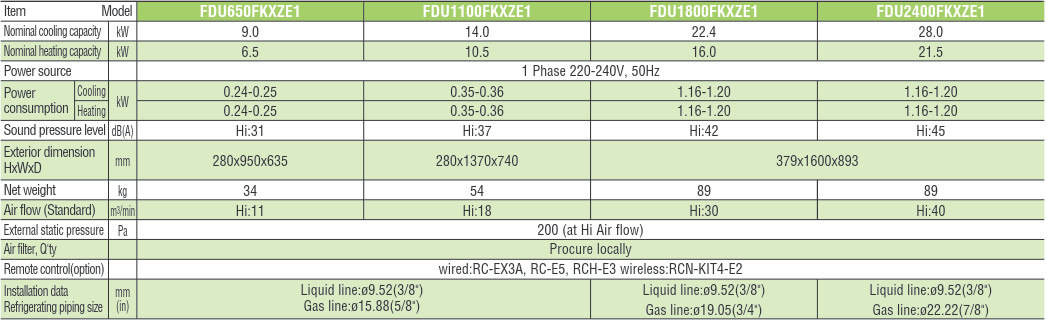 Item Model FDU650FKXZE1 FDU1100FKXZE1 FDU1800FKXZE1 FDU2400FKXZE1
Nominal cooling capacity kW 9.0 14.0 22.4 28.0
Nominal heating capacity kW 6.5 10.5 16.0 21.5
Power source 1 Phase 220-240V, 50Hz
Power consumption Cooling kW 0.24-0.25 0.35-0.36 1.16-1.20 1.16-1.20
Heating 0.24-0.25 0.35-0.36 1.16-1.20 1.16-1.20
Sound pressure level dB(A) Hi:31 Hi:37 Hi:42 Hi:45
Exterior dimension
HxWxD mm 280x950x635 280x1370x740 379x1600x893
Net weight kg 34 54 89 89
Air flow (Standard) m³/min Hi:11 Hi:18 Hi:30 Hi:40
External static pressure Pa 200 (at Hi Air flow)
Air filter, Q'ty Procure locally
Remote control(option) wired:RC-EX3A, RC-E5, RCH-E3 wireless:RCN-KIT4-E2
Installation data mm Liquid line:ø9.52(3/8") Liquid line:ø9.52(3/8") Liquid line:ø9.52(3/8")
Refrigerating piping size (in) Gas line:ø15.88(5/8") Gas line:ø19.05(3/4") Gas line:ø22.22(7/8")